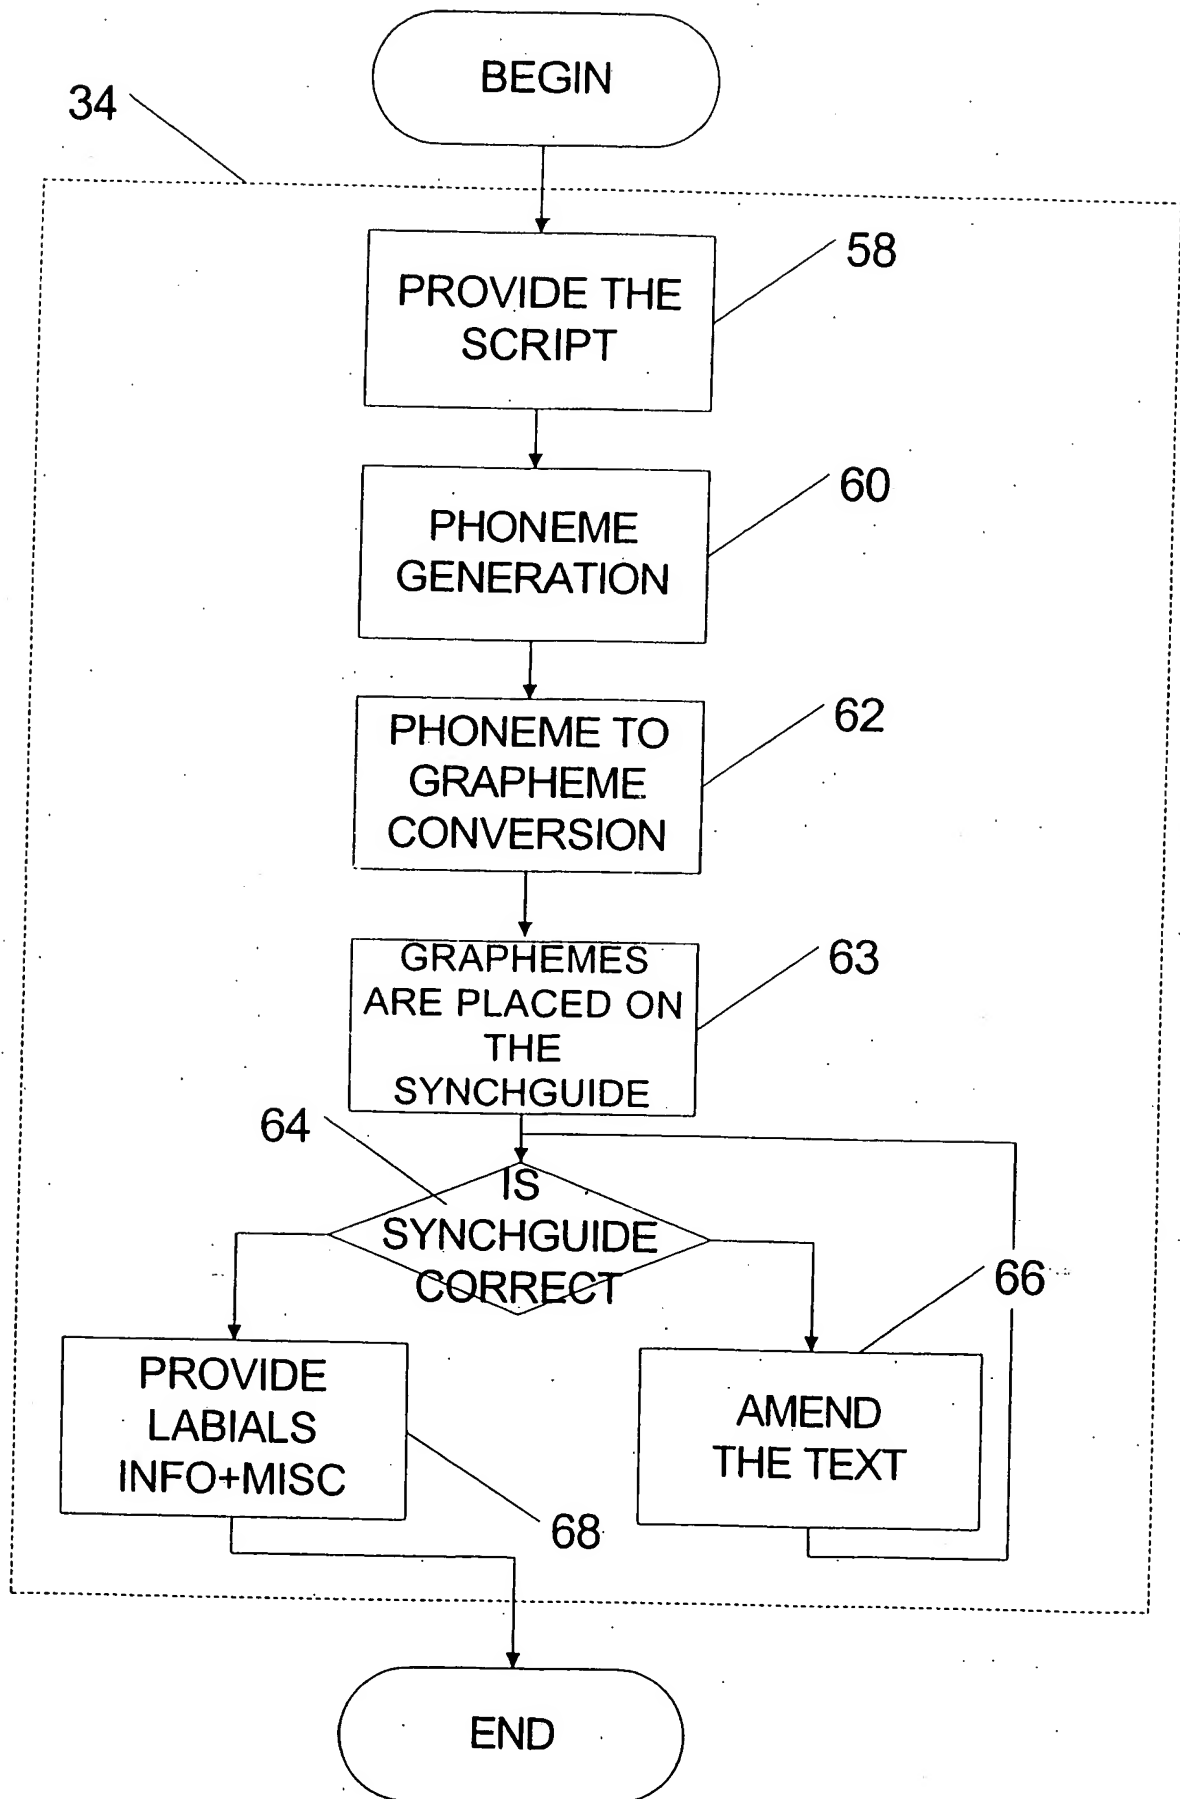 BEGIN
34
PROVIDE THE
SCRIPT
58
PHONEME
GENERATION
60
PHONEME TO
GRAPHEME
CONVERSION
62
GRAPHEMES
ARE PLACED ON
THE
SYNCHGUIDE
63
64
IS
SYNCHGUIDE
CORRECT
66
PROVIDE
LABIALS
INFO+MISC
68
AMEND
THE TEXT
END